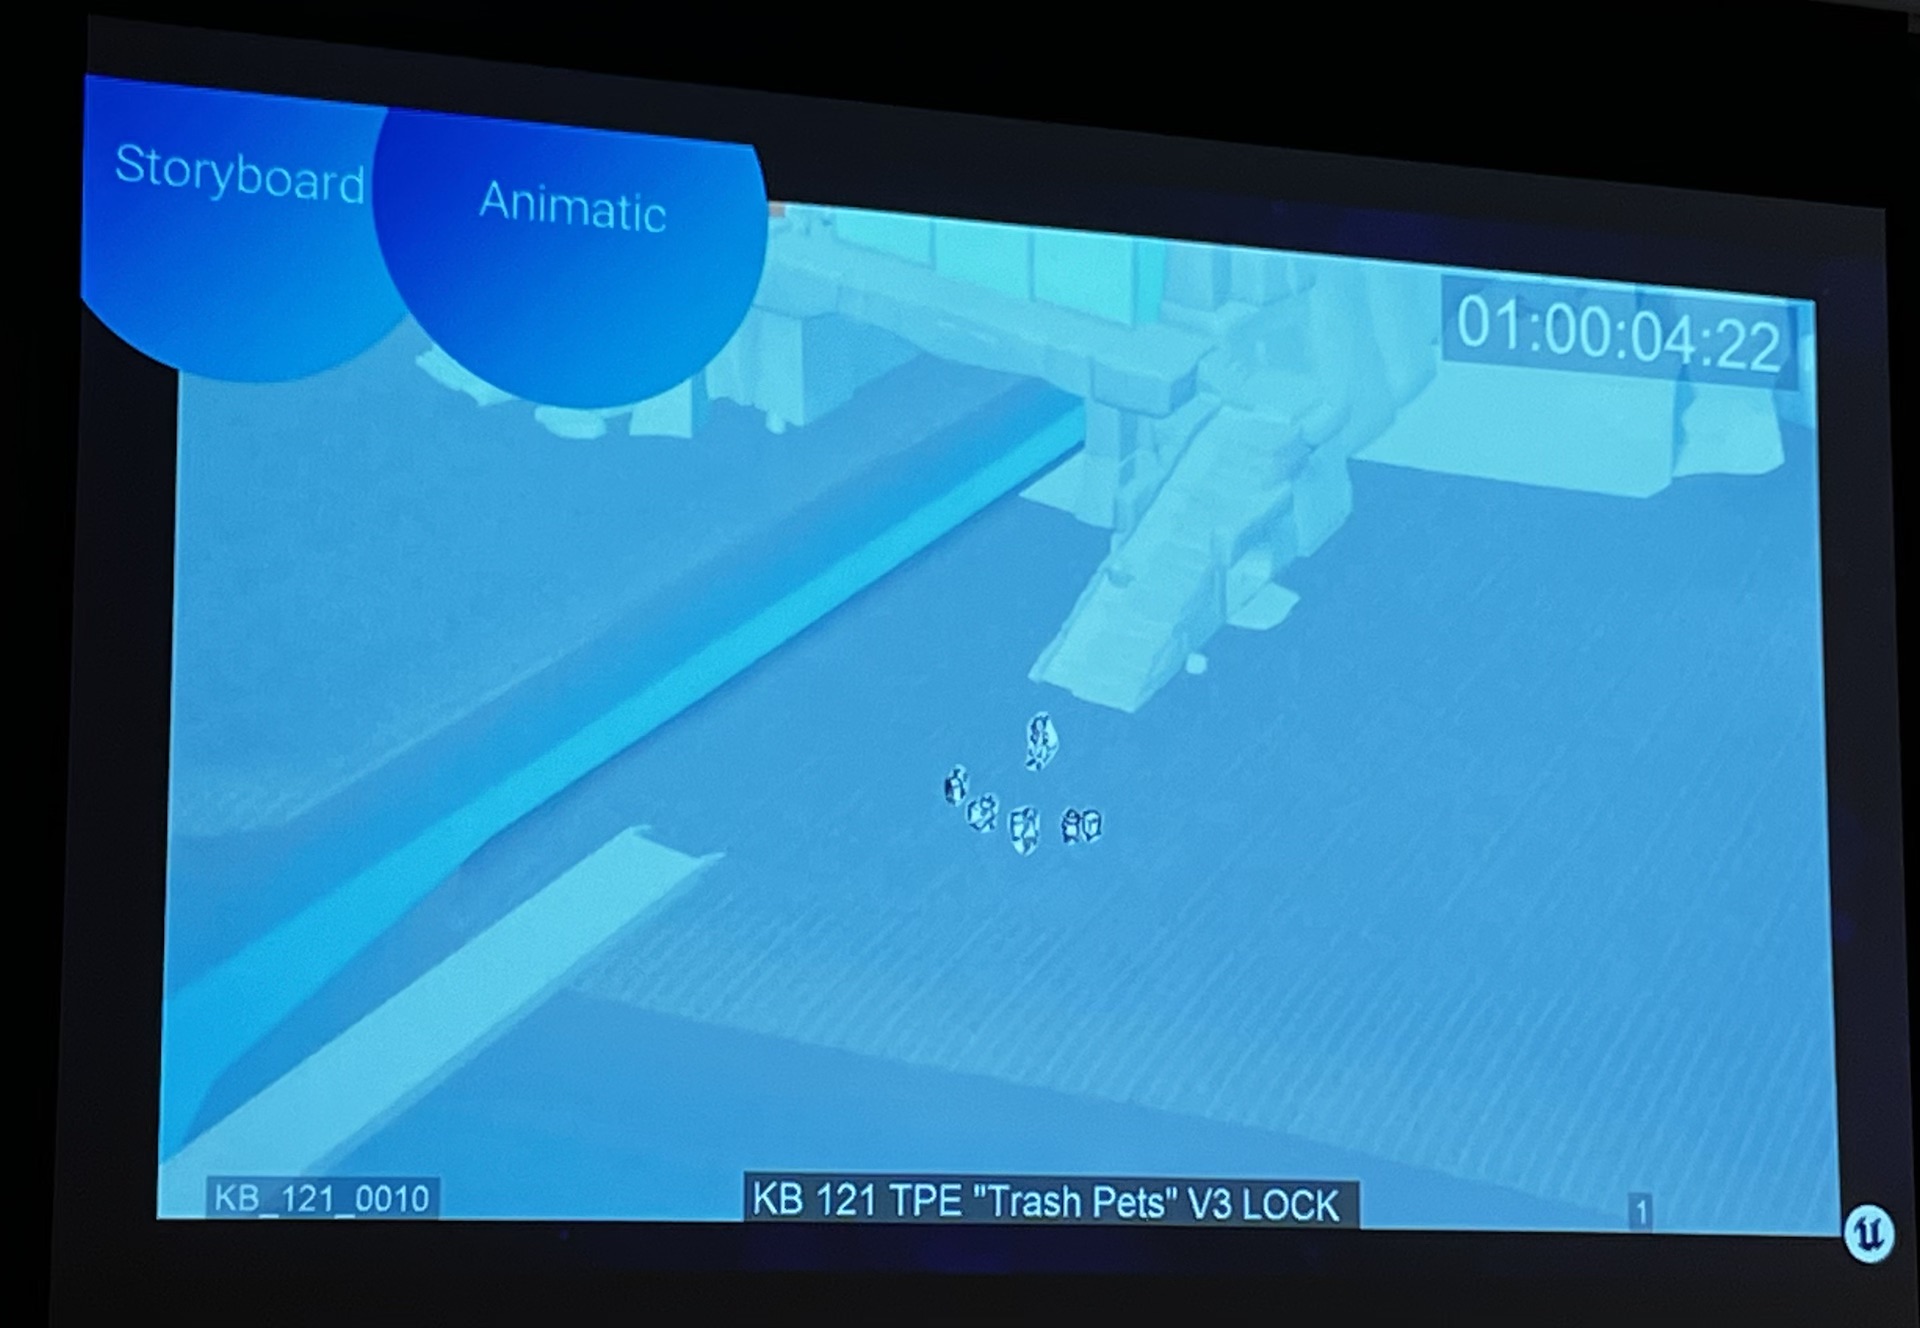 Storyboard
Animatic
01:00:04:22
KB_121_0010
KB 121 TPE "Trash Pets" V3 LOCK
1